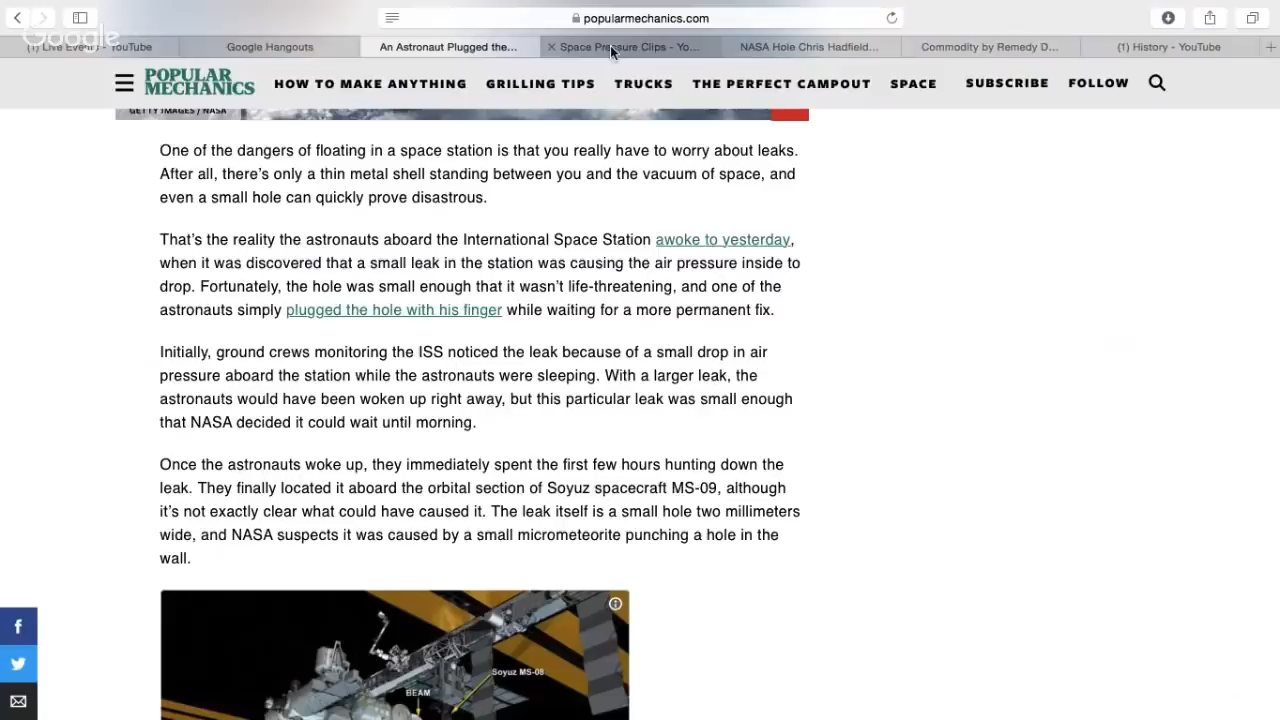 popularmechanics.com
Google
(1) Live Events - YouTube
Google Hangouts
An Astronaut Plugged the...
Space Pressure Clips - Yo...
NASA Hole Chris Hadfield...
Commodity by Remedy D...
(1) History - YouTube
POPULAR
MECHANICS
HOW TO MAKE ANYTHING
GRILLING TIPS
TRUCKS
THE PERFECT CAMPOUT
SPACE
SUBSCRIBE
FOLLOW
GETTY IMAGES / NASA
One of the dangers of floating in a space station is that you really have to worry about leaks.
After all, there's only a thin metal shell standing between you and the vacuum of space, and
even a small hole can quickly prove disastrous.
That's the reality the astronauts aboard the International Space Station awoke to yesterday,
when it was discovered that a small leak in the station was causing the air pressure inside to
drop. Fortunately, the hole was small enough that it wasn't life-threatening, and one of the
astronauts simply plugged the hole with his finger while waiting for a more permanent fix.
Initially, ground crews monitoring the ISS noticed the leak because of a small drop in air
pressure aboard the station while the astronauts were sleeping. With a larger leak, the
astronauts would have been woken up right away, but this particular leak was small enough
that NASA decided it could wait until morning.
Once the astronauts woke up, they immediately spent the first few hours hunting down the
leak. They finally located it aboard the orbital section of Soyuz spacecraft MS-09, although
it's not exactly clear what could have caused it. The leak itself is a small hole two millimeters
wide, and NASA suspects it was caused by a small micrometeorite punching a hole in the
wall.
Soyuz MS-08
BEAM